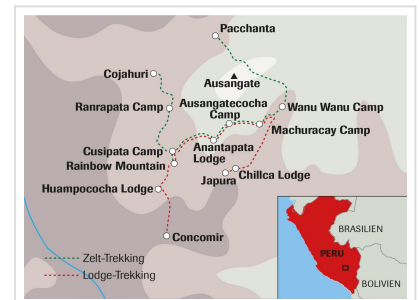 Pacchanta
Cojahuri
Ausangate
Ranrapata Camp
Ausangatecocha
Camp
Wanu Wanu Camp
Machuracay Camp
Cusipata Camp
Anantapata
Lodge
Rainbow Mountain
Chillca Lodge
Japura
Huampococha Lodge
Concomir
BRASILIEN
PERU
BOLIVIEN
Zelt-Trekking
Lodge-Trekking